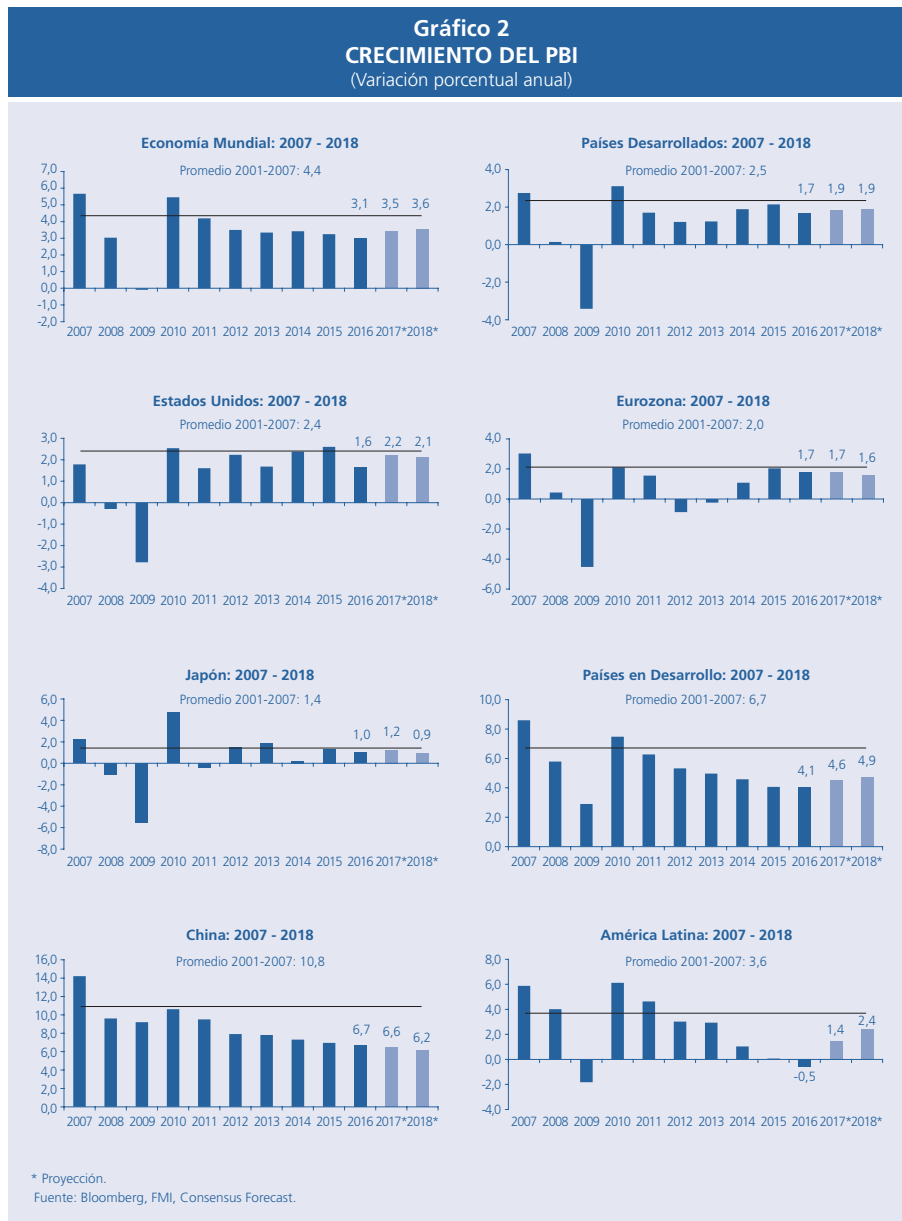 Gráfico 2
CRECIMIENTO DEL PBI
(Variación porcentual anual)
Economía Mundial: 2007 - 2018
Promedio 2001-2007: 4,4
7,0
6,0
5,0
4,0
3,0
2,0
1,0
0,0
-1,0
-2,0
3,1 3,5 3,6
2007 2008 2009 2010 2011 2012 2013 2014 2015 2016 2017* 2018*
Países Desarrollados: 2007 - 2018
Promedio 2001-2007: 2,5
4,0
2,0
0,0
-2,0
-4,0
1,7 1,9 1,9
2007 2008 2009 2010 2011 2012 2013 2014 2015 2016 2017* 2018*
Estados Unidos: 2007 - 2018
Promedio 2001-2007: 2,4
3,0
2,0
1,0
0,0
-1,0
-2,0
-3,0
-4,0
1,6 2,2 2,1
2007 2008 2009 2010 2011 2012 2013 2014 2015 2016 2017* 2018*
Eurozona: 2007 - 2018
Promedio 2001-2007: 2,0
4,0
2,0
0,0
-2,0
-4,0
-6,0
1,7 1,7 1,6
2007 2008 2009 2010 2011 2012 2013 2014 2015 2016 2017* 2018*
Japón: 2007 - 2018
Promedio 2001-2007: 1,4
6,0
4,0
2,0
0,0
-2,0
-4,0
-6,0
-8,0
1,0 1,2 0,9
2007 2008 2009 2010 2011 2012 2013 2014 2015 2016 2017* 2018*
Países en Desarrollo: 2007 - 2018
Promedio 2001-2007: 6,7
10,0
8,0
6,0
4,0
2,0
0,0
4,1 4,6 4,9
2007 2008 2009 2010 2011 2012 2013 2014 2015 2016 2017* 2018*
China: 2007 - 2018
Promedio 2001-2007: 10,8
16,0
14,0
12,0
10,0
8,0
6,0
4,0
2,0
0,0
6,7 6,6 6,2
2007 2008 2009 2010 2011 2012 2013 2014 2015 2016 2017* 2018*
América Latina: 2007 - 2018
Promedio 2001-2007: 3,6
8,0
6,0
4,0
2,0
0,0
-2,0
-4,0
-0,5 1,4 2,4
2007 2008 2009 2010 2011 2012 2013 2014 2015 2016 2017* 2018*
* Proyección.
Fuente: Bloomberg, FMI, Consensus Forecast.